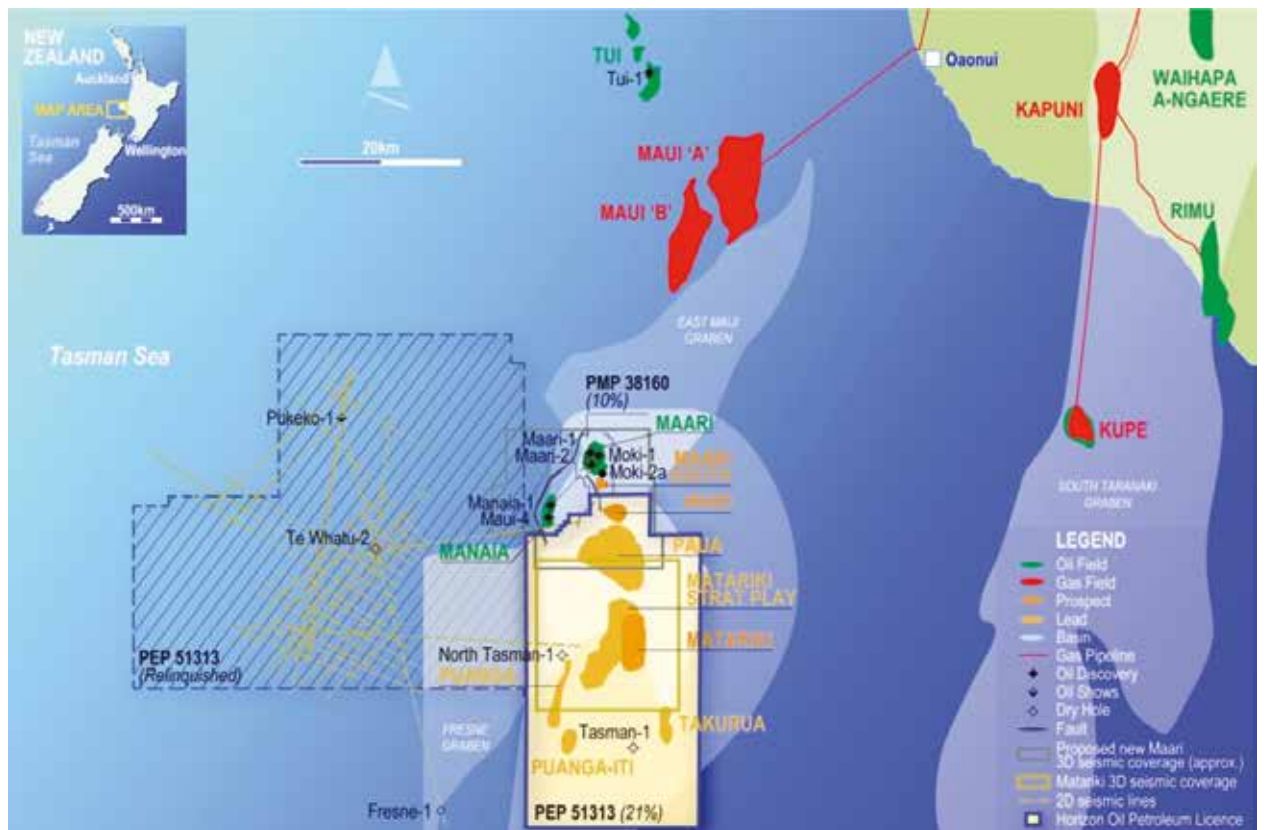 NEW
ZEALAND
Auckland
MAP AREA
Tasman
Sea
Wellington
500km
20km
TUI
Tui-1
Oaonui
WAIHAPA
A-NGAERE
KAPUNI
MAUI 'A'
MAUI 'B'
RIMU
EAST MAUI
GRABEN
Tasman Sea
PMP 38160
(10%)
MAARI
Pukeko-1
Maari-1
Maari-2
Moki-1
Moki-2a
MAARI
KUPE
SOUTH TARANAKI
GRABEN
Manaia-1
Maui-4
Te Whatu-2
MANAIA
PAUA
MATARIKI
STRAT PLAY
MATARIKI
North Tasman-1
PUANGA
PEP 51313
(Relinquished)
FRESNE
GRABEN
Tasman-1
TAKURUA
PUANGA-ITI
Fresne-1
PEP 51313 (21%)
LEGEND
Oil Field
Gas Field
Prospect
Lead
Basin
Gas Pipeline
Oil Discovery
Oil Shows
Dry Hole
Fault
Proposed new Maari
3D seismic coverage (approx.)
Matariki 3D seismic coverage
2D seismic lines
Horizon Oil Petroleum Licence